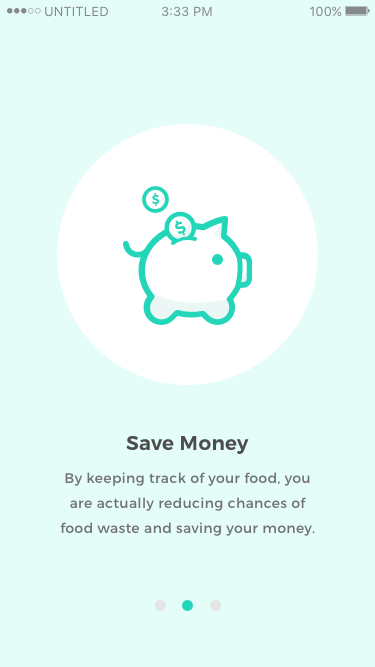 UNTITLED 3:33 PM 100%
$
$
Save Money
By keeping track of your food, you
are actually reducing chances of
food waste and saving your money.